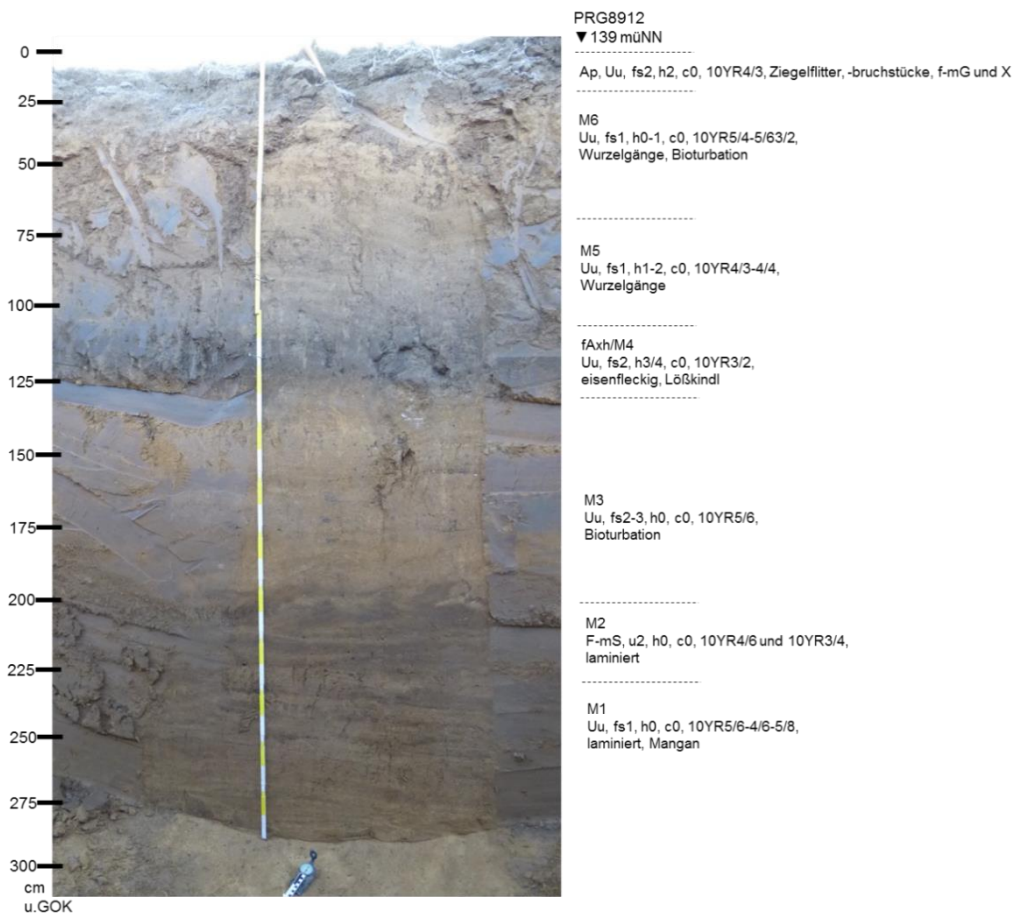 PRG8912
▼139 müNN
Ap, Uu, fs2, h2, c0, 10YR4/3, Ziegelflitter, -bruchstücke, f-mG und X
M6
Uu, fs1, h0-1, c0, 10YR5/4-5/63/2,
Wurzelgänge, Bioturbation
M5
Uu, fs1, h1-2, c0, 10YR4/3-4/4,
Wurzelgänge
fAxh/M4
Uu, fs2, h3/4, c0, 10YR3/2,
eisenfleckig, Lößkindl
M3
Uu, fs2-3, h0, c0, 10YR5/6,
Bioturbation
M2
F-mS, u2, h0, c0, 10YR4/6 und 10YR3/4,
laminiert
M1
Uu, fs1, h0, c0, 10YR5/6-4/6-5/8,
laminiert, Mangan
0
25
50
75
100
125
150
175
200
225
250
275
300
cm
u.GOK